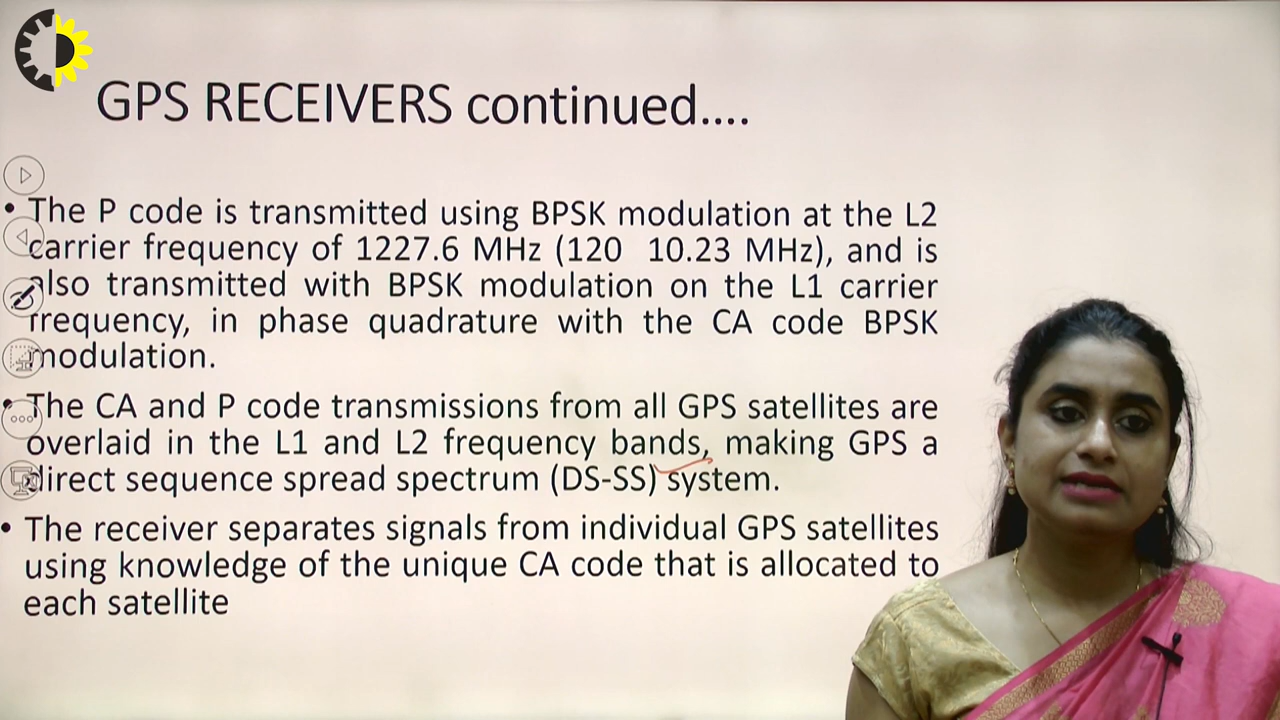 GPS RECEIVERS continued....
• The P code is transmitted using BPSK modulation at the L2
carrier frequency of 1227.6 MHz (120 10.23 MHz), and is
also transmitted with BPSK modulation on the L1 carrier
frequency, in phase quadrature with the CA code BPSK
modulation.
• The CA and P code transmissions from all GPS satellites are
overlaid in the L1 and L2 frequency bands, making GPS a
direct sequence spread spectrum (DS-SS) system.
• The receiver separates signals from individual GPS satellites
using knowledge of the unique CA code that is allocated to
each satellite